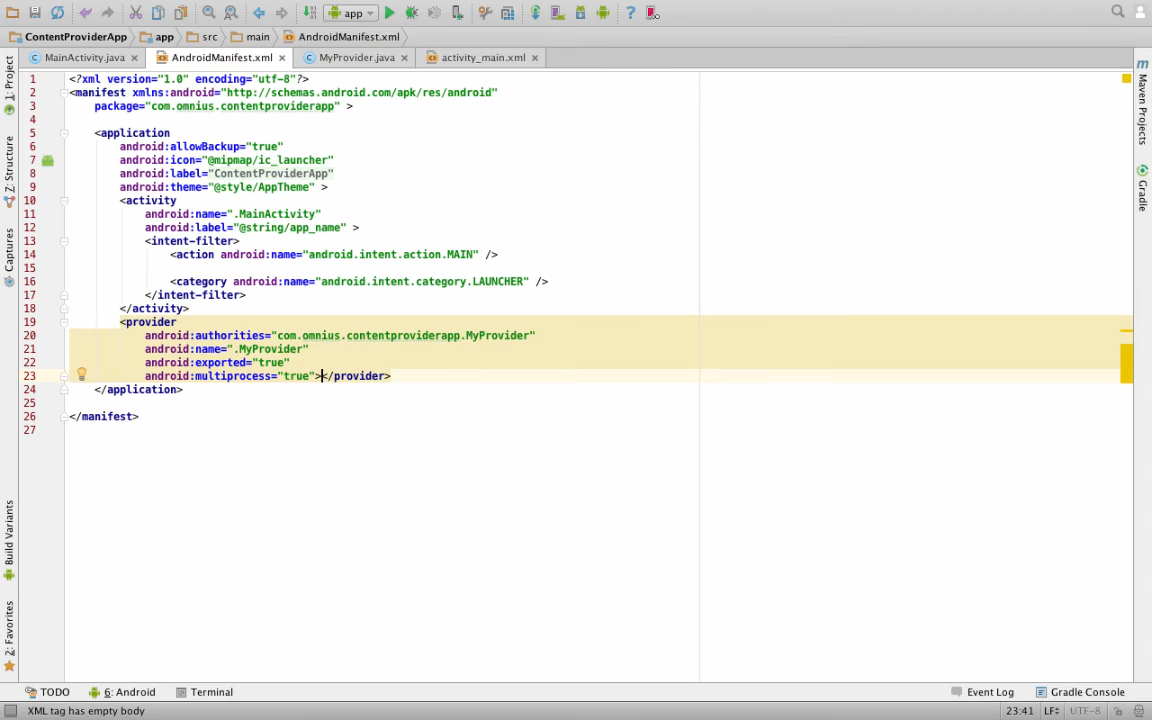 app
ContentProviderApp
app
src
main
AndroidManifest.xml
MainActivity.java
AndroidManifest.xml
MyProvider.java
activity_main.xml
1: Project
Z: Structure
Captures
Build Variants
2: Favorites
Maven Projects
Gradle
1 <?xml version="1.0" encoding="utf-8"?>
2 <manifest xmlns:android="http://schemas.android.com/apk/res/android"
3 package="com.omnius.contentproviderapp" >
4
5 <application
6 android:allowBackup="true"
7 android:icon="@mipmap/ic_launcher"
8 android:label="ContentProviderApp"
9 android:theme="@style/AppTheme" >
10 <activity
11 android:name=".MainActivity"
12 android:label="@string/app_name" >
13 <intent-filter>
14 <action android:name="android.intent.action.MAIN" />
15
16 <category android:name="android.intent.category.LAUNCHER" />
17 </intent-filter>
18 </activity>
19 <provider
20 android:authorities="com.omnius.contentproviderapp.MyProvider"
21 android:name=".MyProvider"
22 android:exported="true"
23 android:multiprocess="true"></provider>
24 </application>
25
26 </manifest>
27
TODO
6: Android
Terminal
Event Log
Gradle Console
XML tag has empty body
23:41
LF
UTF-8